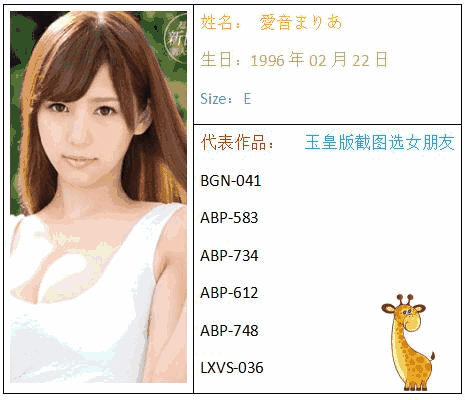 姓名： 愛音まりあ
生日：1996 年 02 月 22 日
Size：E
代表作品： 玉皇版截图选女朋友
BGN-041
ABP-583
ABP-734
ABP-612
ABP-748
LXVS-036